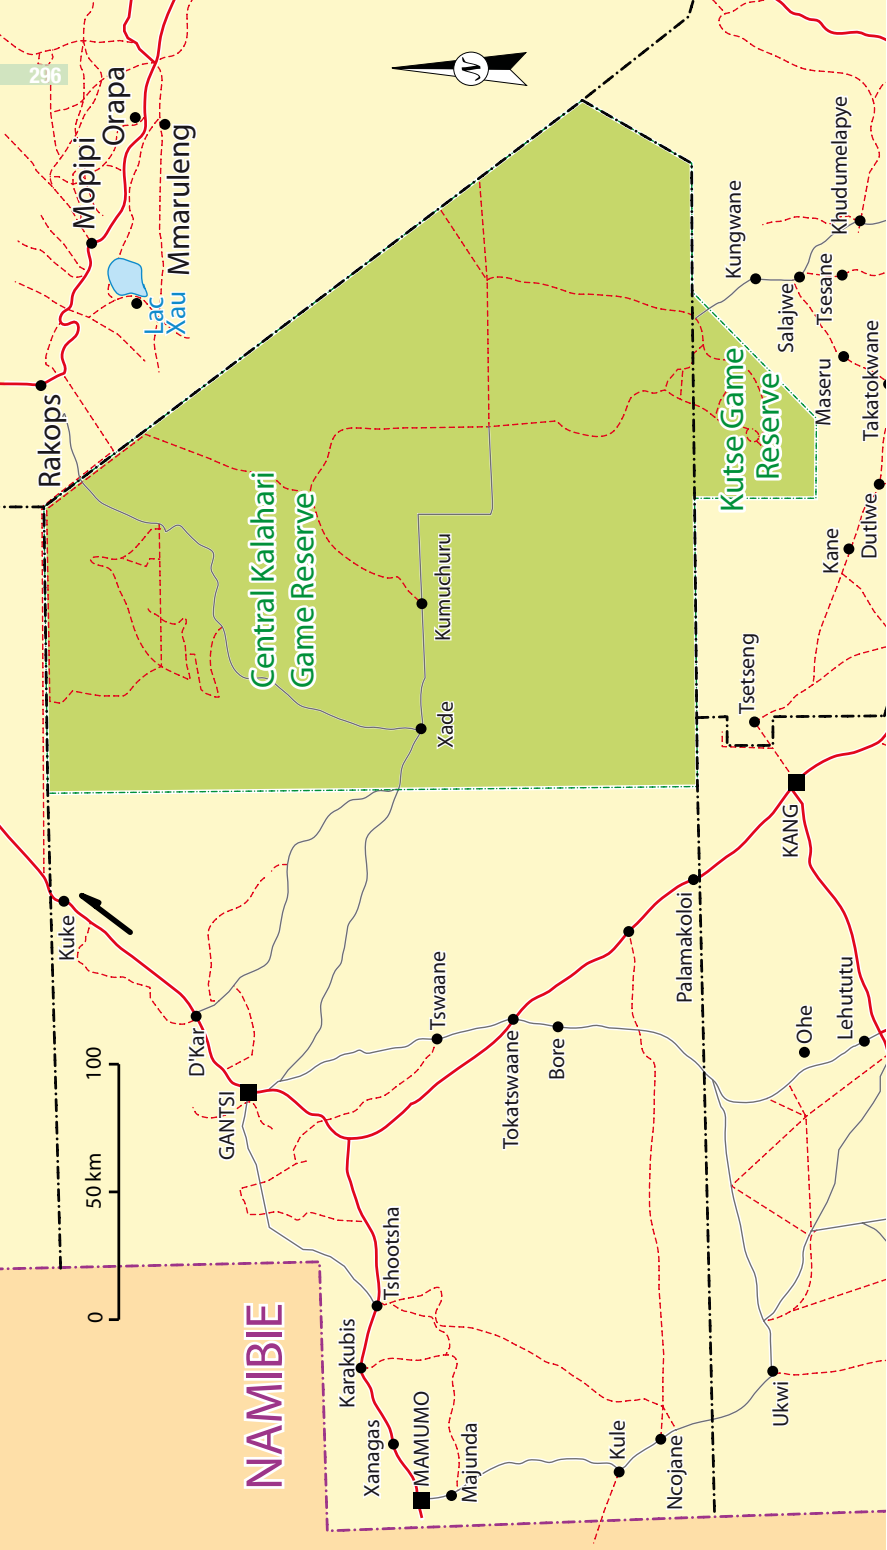 296
Orapa
Mopipi
Mmaruleng
Lac
Xau
Rakops
Central Kalahari
Game Reserve
Kumuchuru
Xade
Kutse Game
Reserve
Kungwane
Khudumelapye
Salajwe
Tsesane
Maseru
Takatokwane
Dutlwe
Kane
Tsetseng
KANG
Kuke
D'Kar
GANTSI
Tswaane
Tokatswaane
Bore
Palamakoloi
Ohe
Lehututu
0
50 km
100
NAMIBIE
Tshootsha
Karakubis
Xanagas
MAMUMO
Majunda
Kule
Ncojane
Ukwi
N